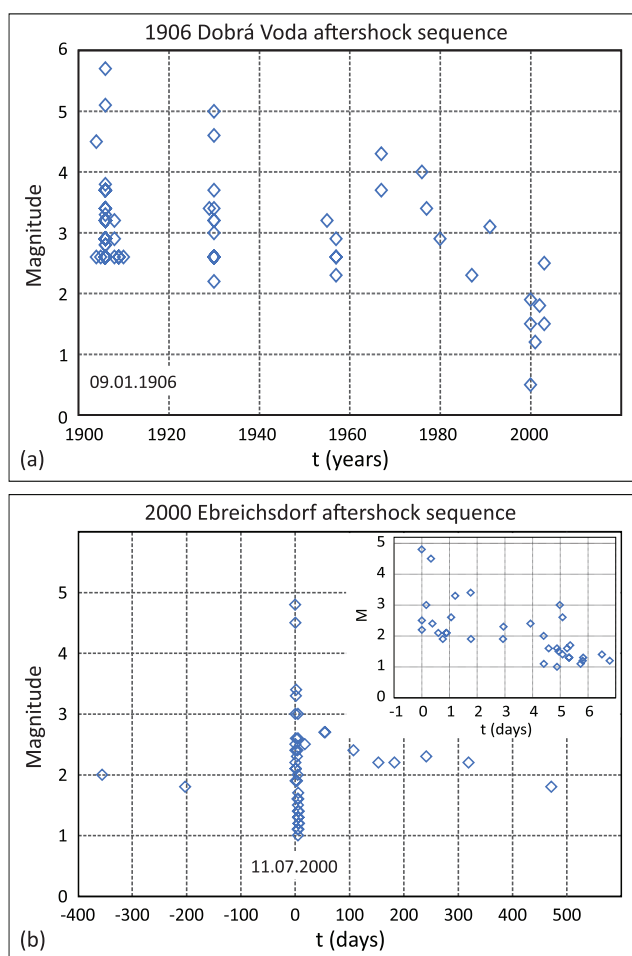 1906 Dobrá Voda aftershock sequence
6
5
4
3
2
1
0
Magnitude
09.01.1906
1900 1920 1940 1960 1980 2000
(a)
t (years)
2000 Ebreichsdorf aftershock sequence
5
4
3
2
1
0
Magnitude
5
4
3
2
1
0
M
-1 0 1 2 3 4 5 6
t (days)
11.07.2000
-400 -300 -200 -100 0 100 200 300 400 500
(b)
t (days)